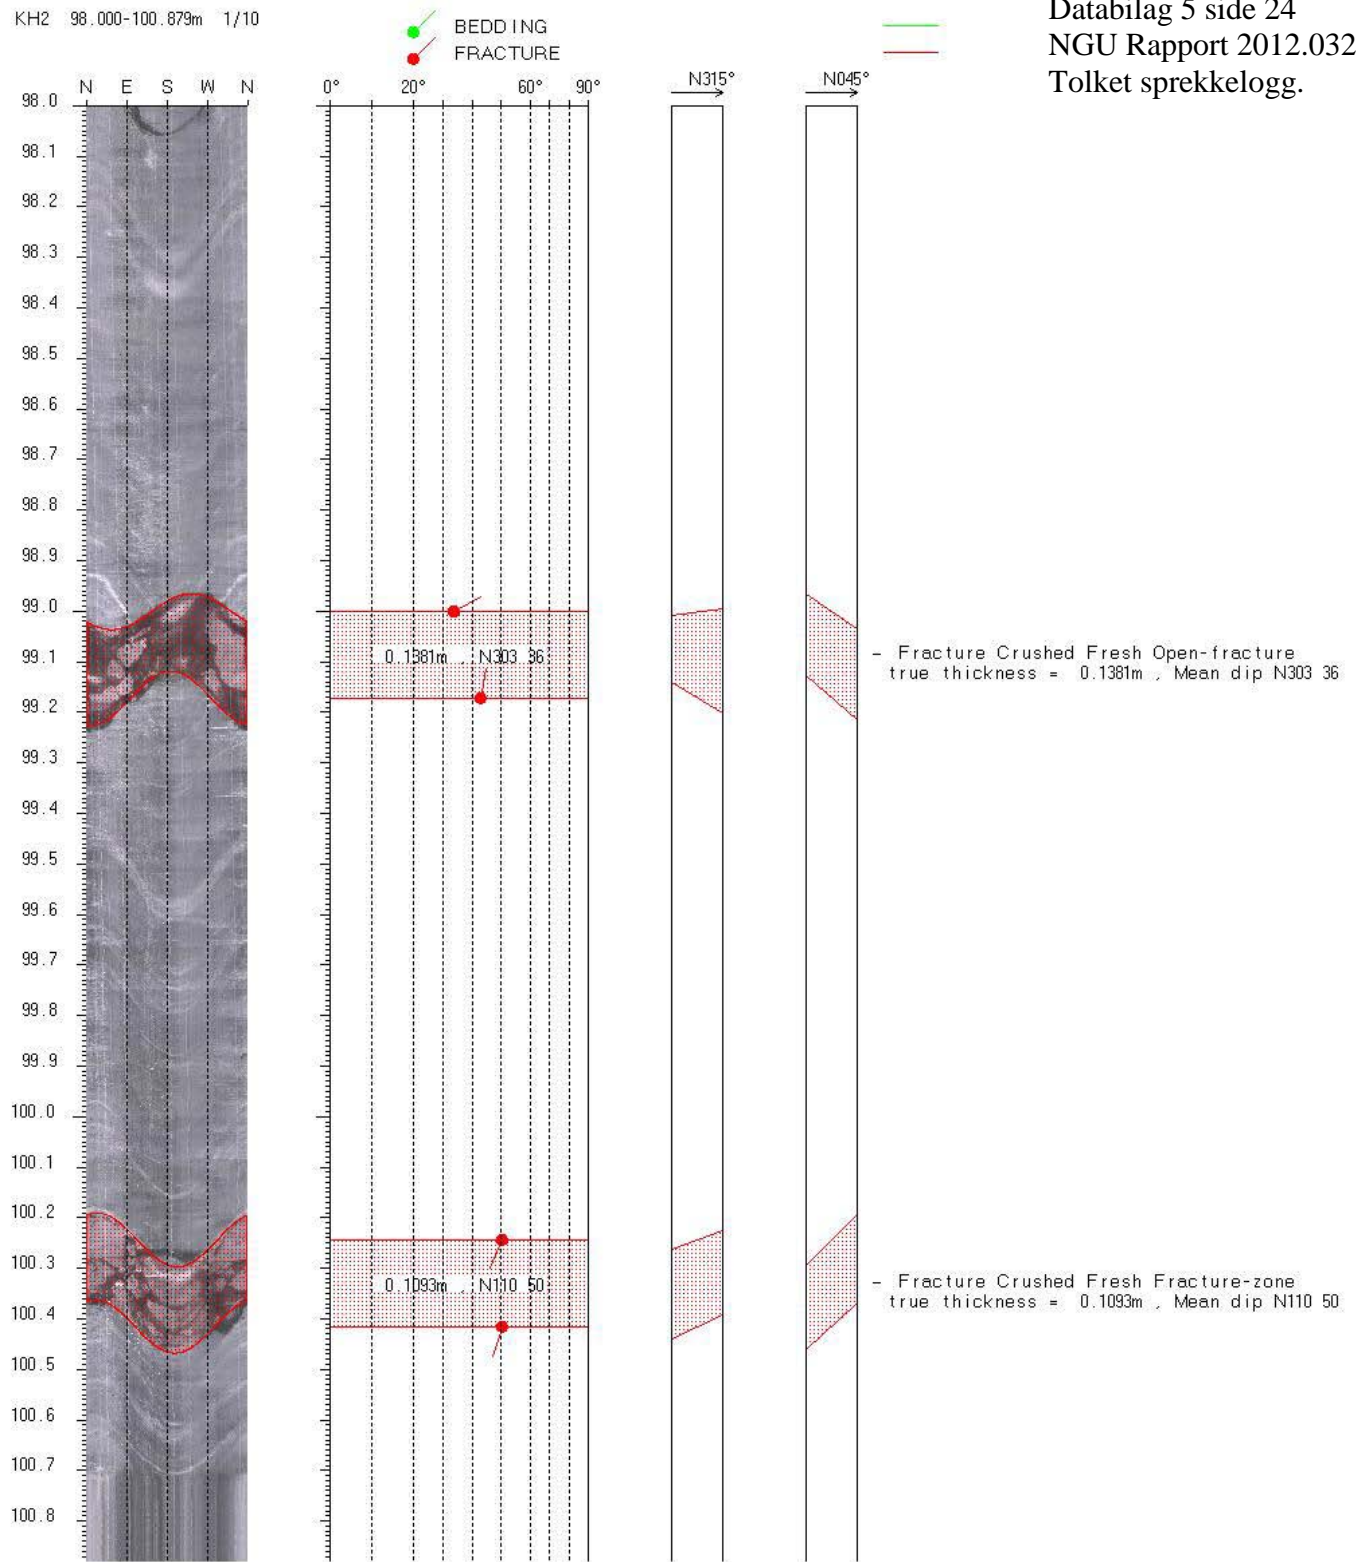 KH2 98.000-100.879m 1/10
BEDDING
FRACTURE
Databilag 5 side 24
NGU Rapport 2012.032
Tolket sprekkelogg.
N E S W N
0° 20° 60° 90°
N315°
N045°
98.0
98.1
98.2
98.3
98.4
98.5
98.6
98.7
98.8
98.9
99.0
99.1
99.2
99.3
99.4
99.5
99.6
99.7
99.8
99.9
100.0
100.1
100.2
100.3
100.4
100.5
100.6
100.7
100.8
0.1381m , N303 36
- Fracture Crushed Fresh Open-fracture
true thickness = 0.1381m , Mean dip N303 36
0.1093m , N110 50
- Fracture Crushed Fresh Fracture-zone
true thickness = 0.1093m , Mean dip N110 50